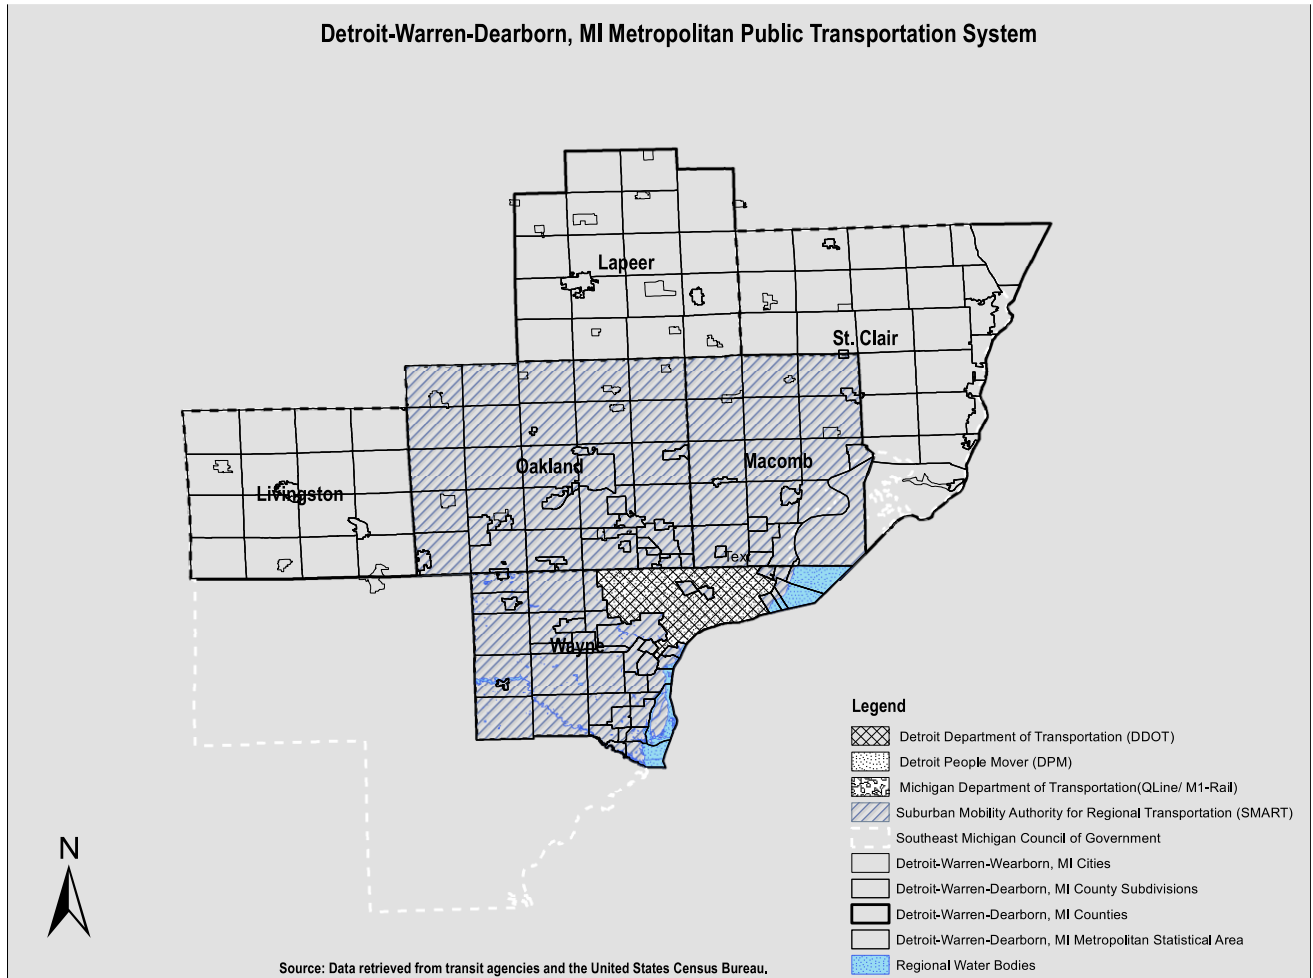 Detroit-Warren-Dearborn, MI Metropolitan Public Transportation System
Lapeer
St. Clair
Oakland
Macomb
Livingston
Tex
Wayne
Legend
Detroit Department of Transportation (DDOT)
Detroit People Mover (DPM)
Michigan Department of Transportation(QLine/ M1-Rail)
Suburban Mobility Authority for Regional Transportation (SMART)
Southeast Michigan Council of Government
Detroit-Warren-Wearborn, MI Cities
Detroit-Warren-Dearborn, MI County Subdivisions
Detroit-Warren-Dearborn, MI Counties
Detroit-Warren-Dearborn, MI Metropolitan Statistical Area
Regional Water Bodies
N
Source: Data retrieved from transit agencies and the United States Census Bureau.